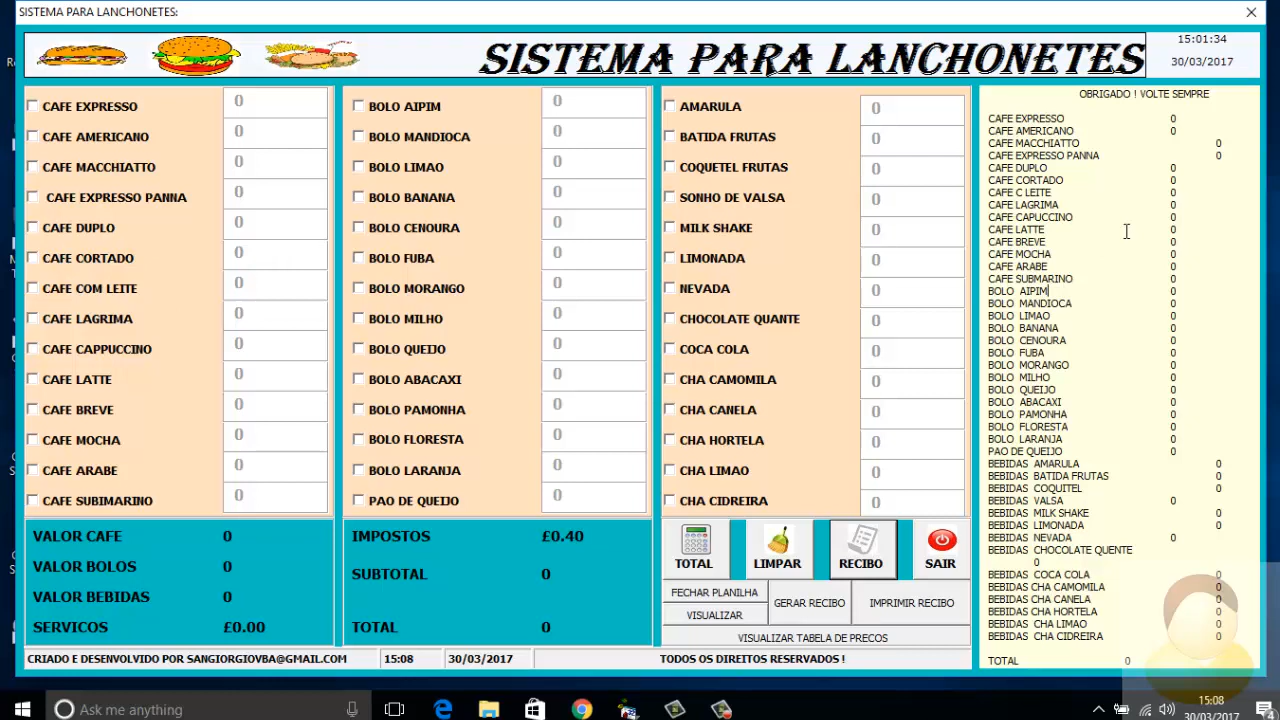 SISTEMA PARA LANCHONETES:
SISTEMA PARA LANCHONETES
15:01:34
30/03/2017
CAFE EXPRESSO 0
CAFE AMERICANO 0
CAFE MACCHIATTO 0
CAFE EXPRESSO PANNA 0
CAFE DUPLO 0
CAFE CORTADO 0
CAFE COM LEITE 0
CAFE LAGRIMA 0
CAFE CAPPUCCINO 0
CAFE LATTE 0
CAFE BREVE 0
CAFE MOCHA 0
CAFE ARABE 0
CAFE SUBIMARINO 0
BOLO AIPIM 0
BOLO MANDIOCA 0
BOLO LIMAO 0
BOLO BANANA 0
BOLO CENOURA 0
BOLO FUBA 0
BOLO MORANGO 0
BOLO MILHO 0
BOLO QUEIJO 0
BOLO ABACAXI 0
BOLO PAMONHA 0
BOLO FLORESTA 0
BOLO LARANJA 0
PAO DE QUEIJO 0
AMARULA 0
BATIDA FRUTAS 0
COQUETEL FRUTAS 0
SONHO DE VALSA 0
MILK SHAKE 0
LIMONADA 0
NEVADA 0
CHOCOLATE QUANTE 0
COCA COLA 0
CHA CAMOMILA 0
CHA CANELA 0
CHA HORTELA 0
CHA LIMAO 0
CHA CIDREIRA 0
OBRIGADO ! VOLTE SEMPRE
CAFE EXPRESSO 0
CAFE AMERICANO 0
CAFE MACCHIATTO 0
CAFE EXPRESSO PANNA 0
CAFE DUPLO 0
CAFE CORTADO 0
CAFE C LEITE 0
CAFE LAGRIMA 0
CAFE CAPUCCINO 0
CAFE LATTE 0
CAFE BREVE 0
CAFE MOCHA 0
CAFE ARABE 0
CAFE SUBMARINO 0
BOLO AIPIM 0
BOLO MANDIOCA 0
BOLO LIMAO 0
BOLO BANANA 0
BOLO CENOURA 0
BOLO FUBA 0
BOLO MORANGO 0
BOLO MILHO 0
BOLO QUEIJO 0
BOLO ABACAXI 0
BOLO PAMONHA 0
BOLO FLORESTA 0
BOLO LARANJA 0
PAO DE QUEIJO 0
BEBIDAS AMARULA 0
BEBIDAS BATIDA FRUTAS 0
BEBIDAS COQUITEL 0
BEBIDAS VALSA 0
BEBIDAS MILK SHAKE 0
BEBIDAS LIMONADA 0
BEBIDAS NEVADA 0
BEBIDAS CHOCOLATE QUENTE
0
BEBIDAS COCA COLA 0
BEBIDAS CHA CAMOMILA 0
BEBIDAS CHA CANELA 0
BEBIDAS CHA HORTELA 0
BEBIDAS CHA LIMAO 0
BEBIDAS CHA CIDREIRA 0
TOTAL 0
VALOR CAFE 0
VALOR BOLOS 0
VALOR BEBIDAS 0
SERVICOS £0.00
IMPOSTOS £0.40
SUBTOTAL 0
TOTAL 0
TOTAL
LIMPAR
RECIBO
SAIR
FECHAR PLANILHA
VISUALIZAR
GERAR RECIBO
IMPRIMIR RECIBO
VISUALIZAR TABELA DE PRECOS
CRIADO E DESENVOLVIDO POR SANGIORGIOVBA@GMAIL.COM
15:08
30/03/2017
TODOS OS DIREITOS RESERVADOS !
Ask me anything
15:08
30/03/2017